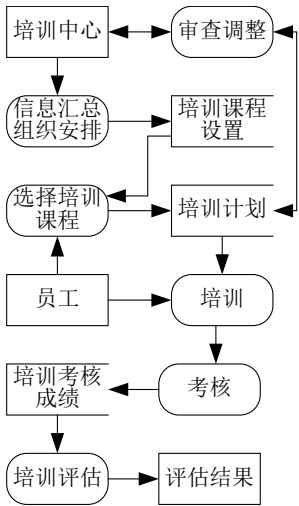 培训中心
审查调整
信息汇总
组织安排
培训课程
设置
选择培训
课程
培训计划
员工
培训
培训考核
成绩
考核
培训评估
评估结果